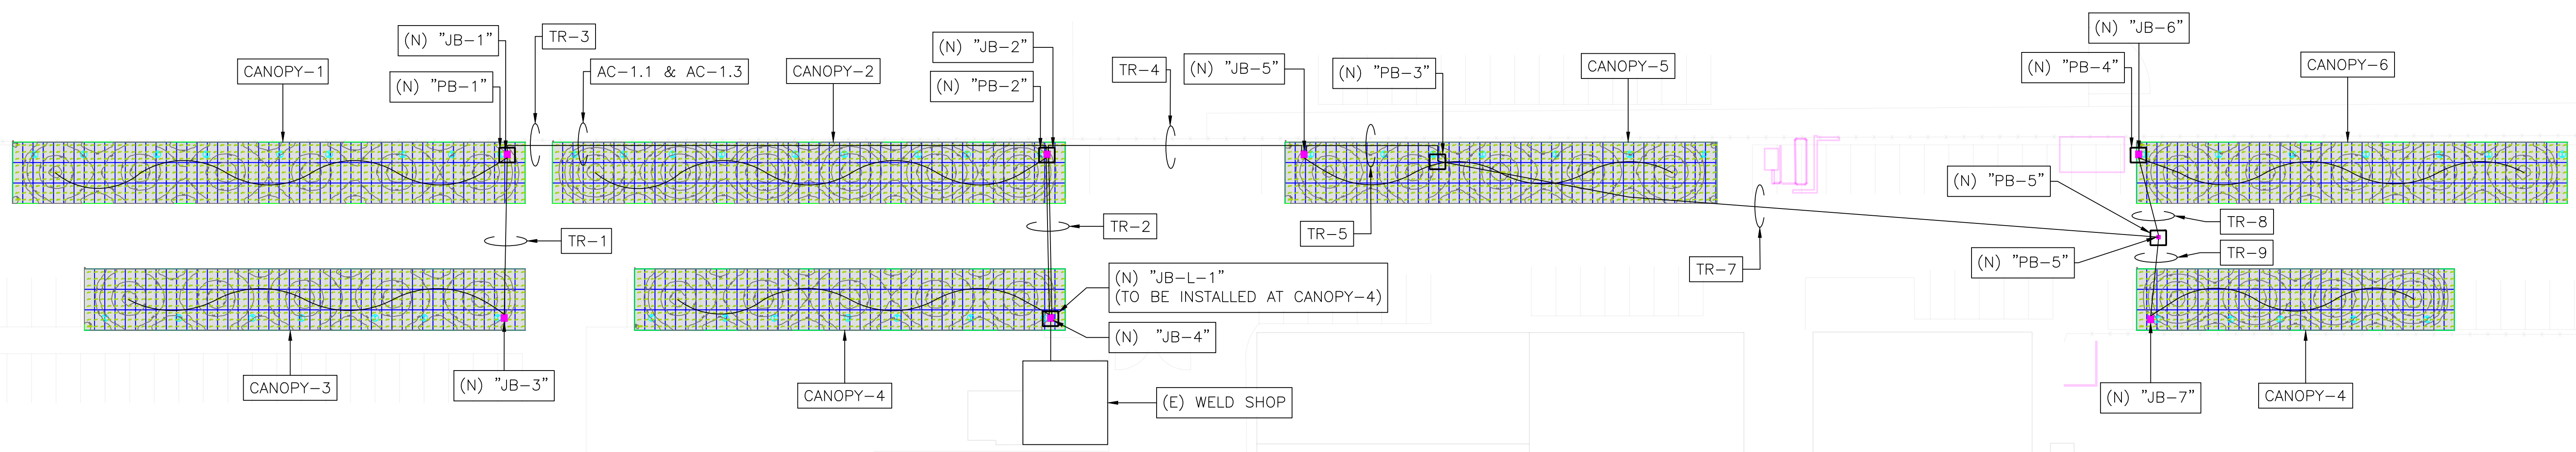 (N) "JB-1"
TR-3
CANOPY-1
(N) "PB-1"
AC-1.1 & AC-1.3
CANOPY-2
(N) "JB-2"
(N) "PB-2"
TR-4
(N) "JB-5"
(N) "PB-3"
CANOPY-5
(N) "JB-6"
(N) "PB-4"
CANOPY-6
TR-1
TR-2
TR-5
TR-7
(N) "PB-5"
TR-8
(N) "PB-5"
TR-9
(N) "JB-L-1"
(TO BE INSTALLED AT CANOPY-4)
(N) "JB-4"
CANOPY-3
(N) "JB-3"
CANOPY-4
(E) WELD SHOP
(N) "JB-7"
CANOPY-4